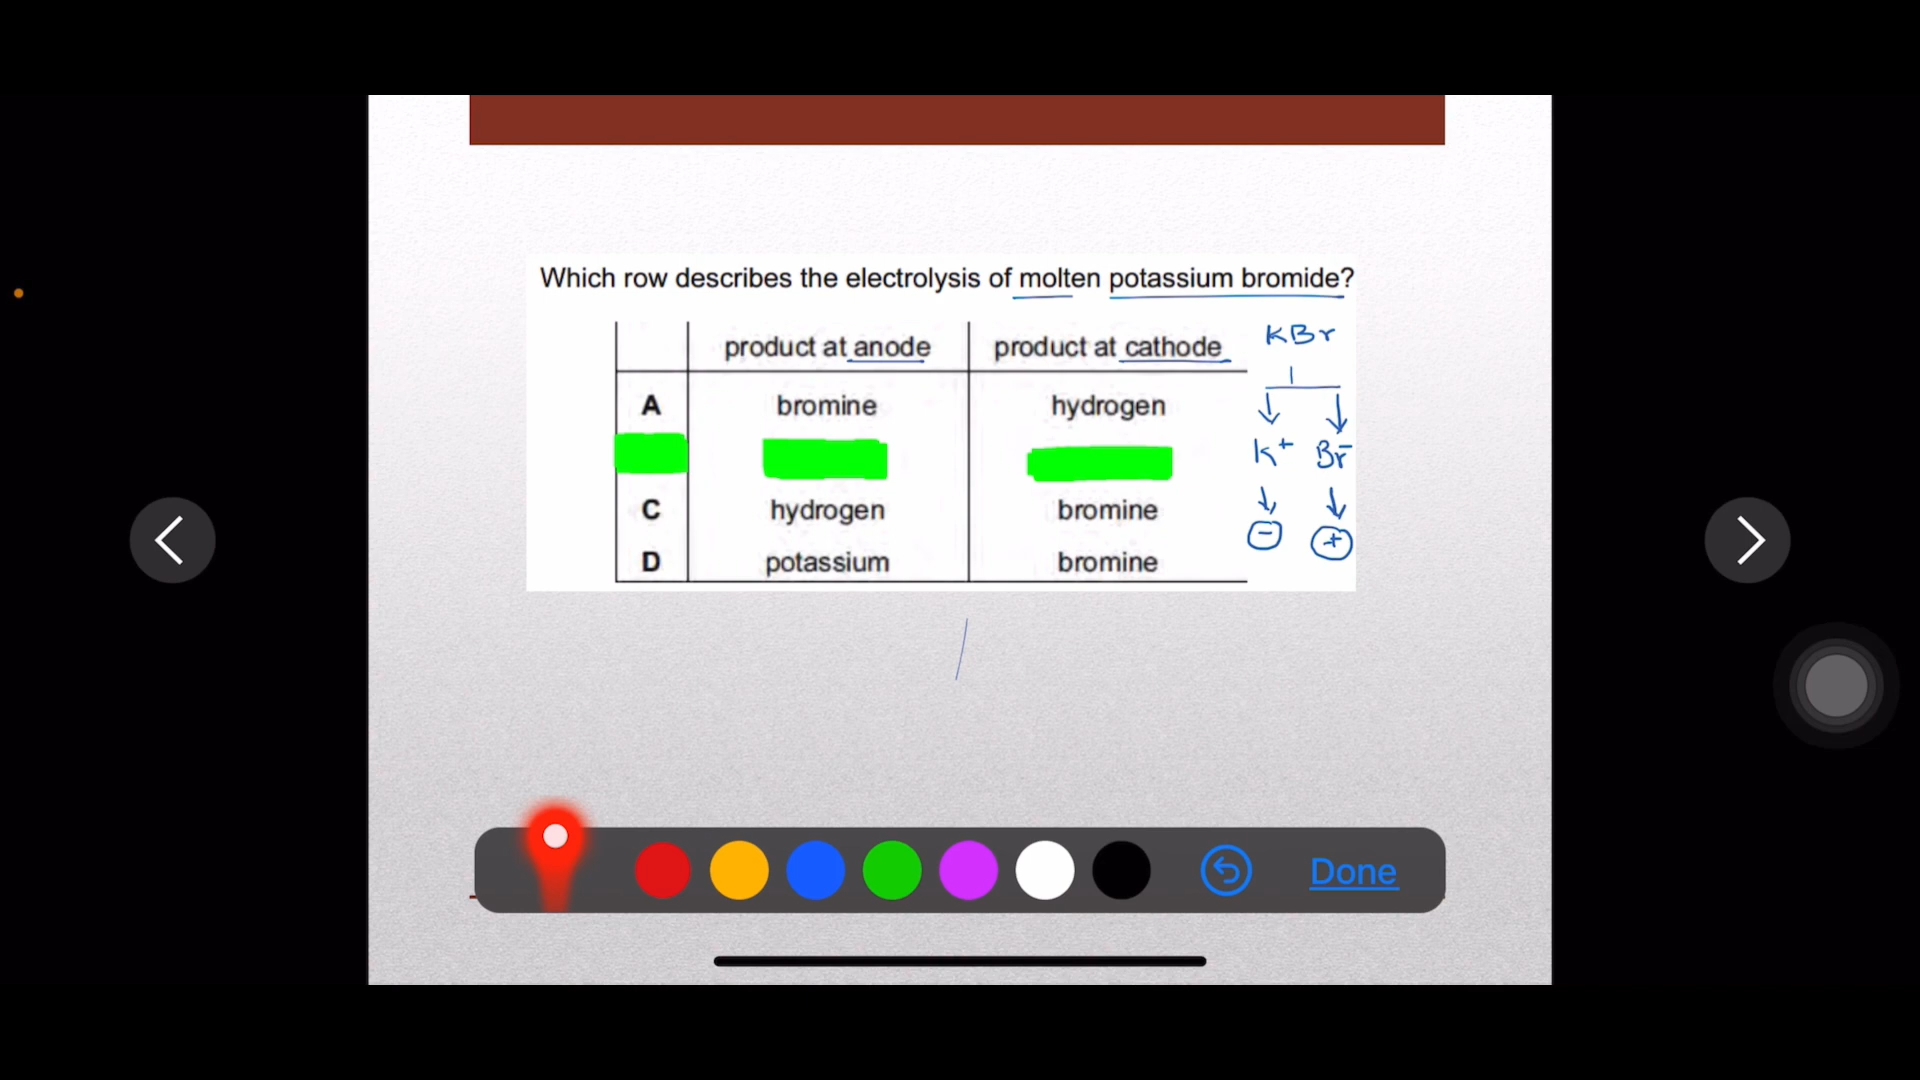 Which row describes the electrolysis of molten potassium bromide?
product at anode product at cathode KBr
A bromine hydrogen
K+ Br-
C hydrogen bromine
- +
D potassium bromine
Done